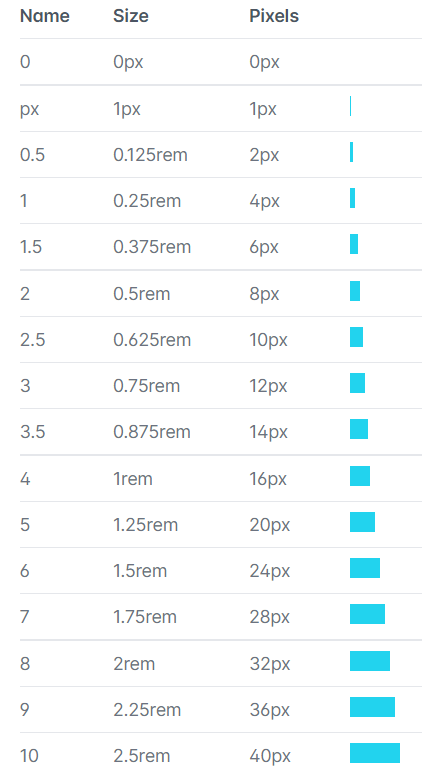 Name Size Pixels
0 0px 0px
px 1px 1px
0.5 0.125rem 2px
1 0.25rem 4px
1.5 0.375rem 6px
2 0.5rem 8px
2.5 0.625rem 10px
3 0.75rem 12px
3.5 0.875rem 14px
4 1rem 16px
5 1.25rem 20px
6 1.5rem 24px
7 1.75rem 28px
8 2rem 32px
9 2.25rem 36px
10 2.5rem 40px